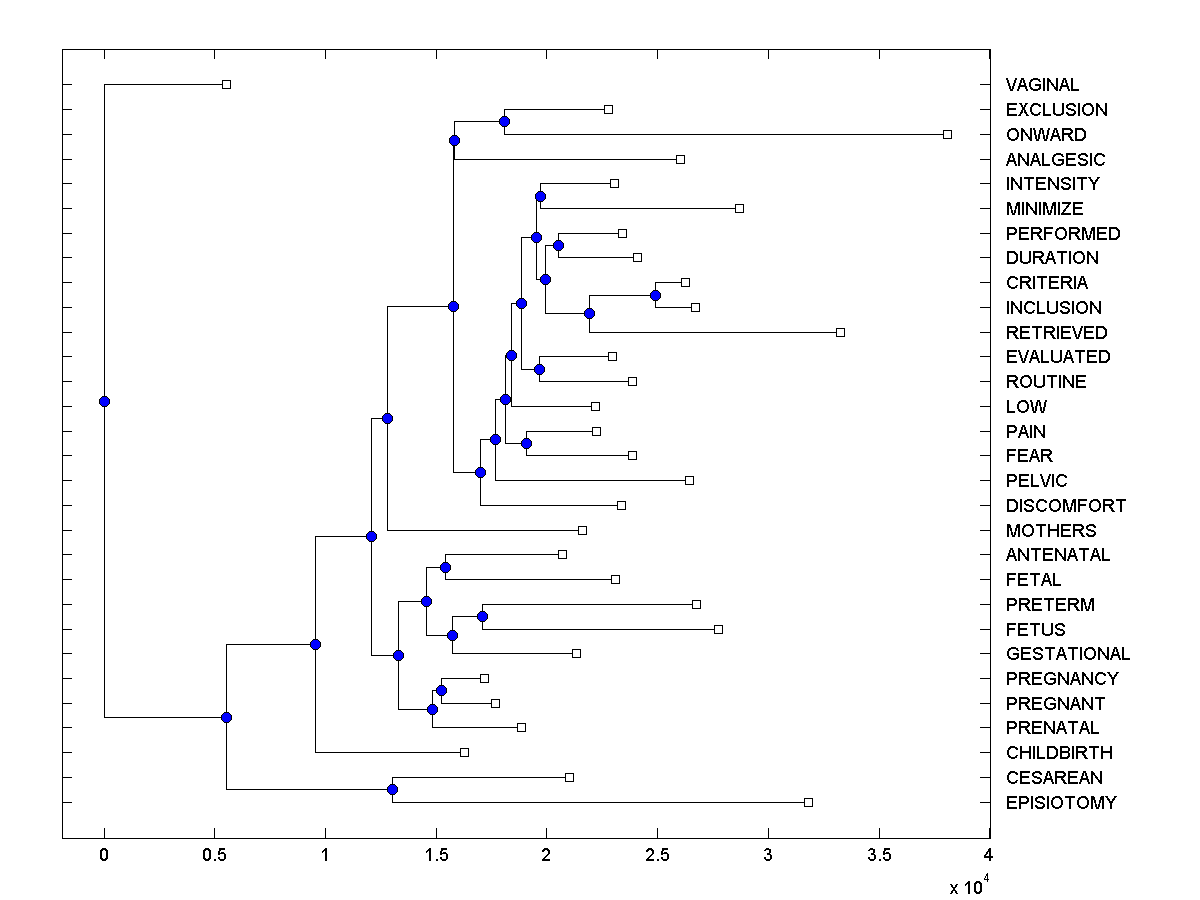 VAGINAL
EXCLUSION
ONWARD
ANALGESIC
INTENSITY
MINIMIZE
PERFORMED
DURATION
CRITERIA
INCLUSION
RETRIEVED
EVALUATED
ROUTINE
LOW
PAIN
FEAR
PELVIC
DISCOMFORT
MOTHERS
ANTENATAL
FETAL
PRETERM
FETUS
GESTATIONAL
PREGNANCY
PREGNANT
PRENATAL
CHILDBIRTH
CESAREAN
EPISIOTOMY
0 0.5 1 1.5 2 2.5 3 3.5 4
x 10^4